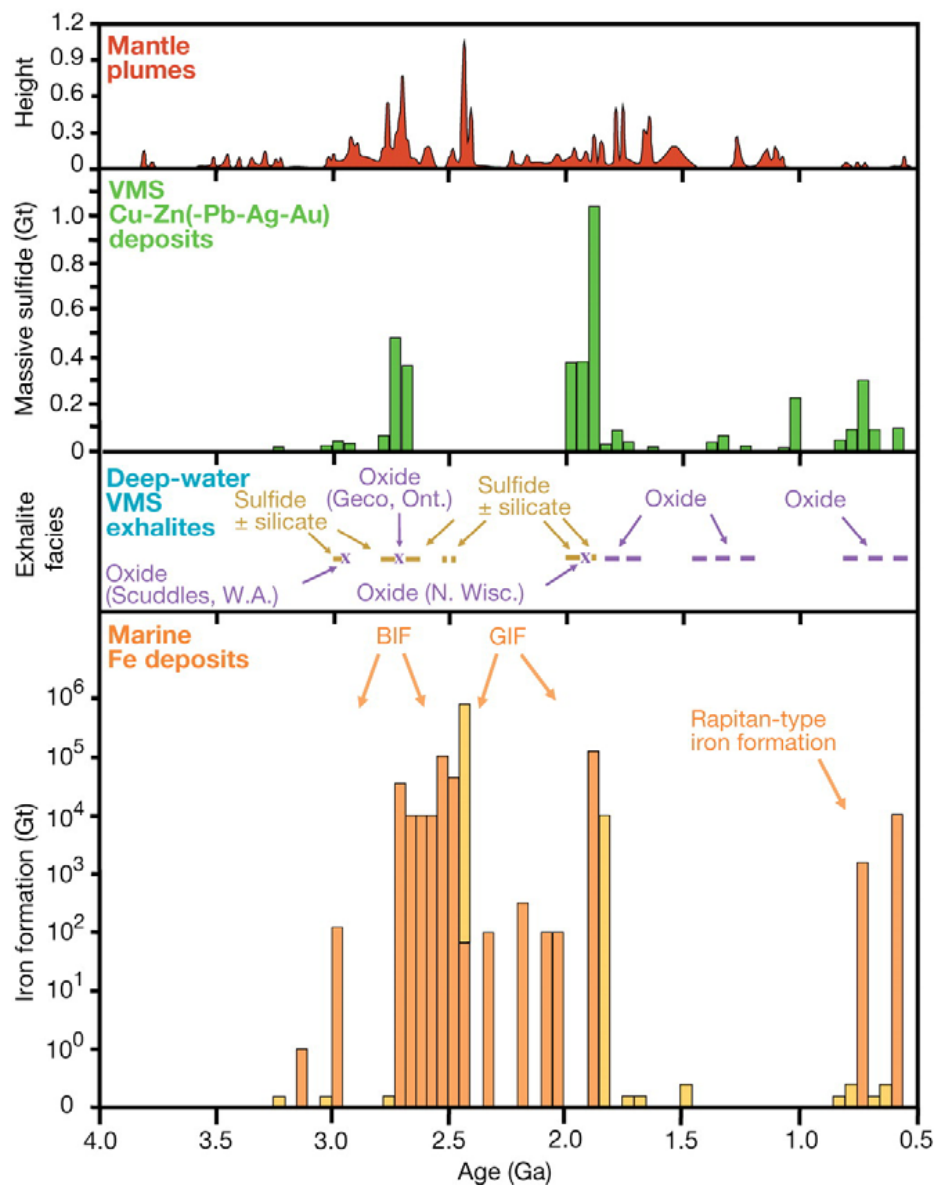 Height
1.2
0.9
0.6
0.3
0
Mantle
plumes
Massive sulfide (Gt)
1.0
0.8
0.6
0.4
0.2
0
VMS
Cu-Zn(-Pb-Ag-Au)
deposits
Exhalite
facies
Deep-water
VMS
exhalites
Sulfide
± silicate
Oxide
(Geco, Ont.)
Sulfide
± silicate
Oxide
Oxide
x
x
x
Oxide
(Scuddles, W.A.)
Oxide (N. Wisc.)
Marine
Fe deposits
BIF
GIF
Rapitan-type
iron formation
Iron formation (Gt)
10⁶
10⁵
10⁴
10³
10²
10¹
10⁰
0
4.0 3.5 3.0 2.5 2.0 1.5 1.0 0.5
Age (Ga)